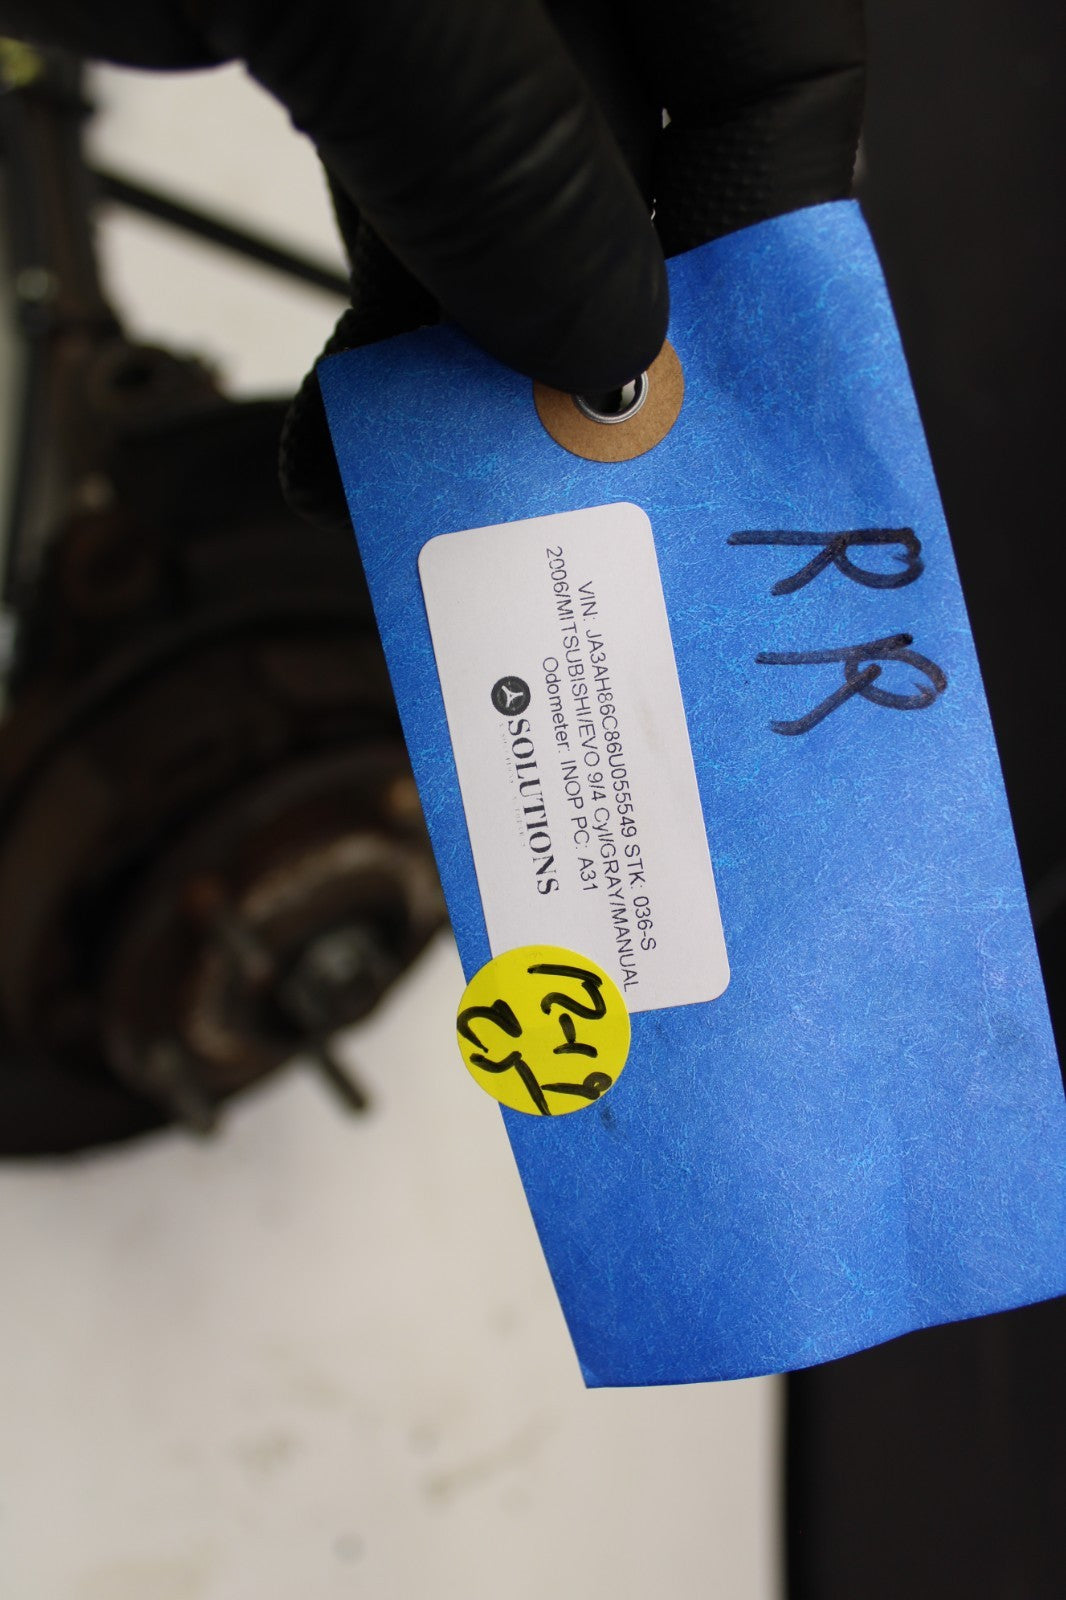 RR
VIN: JA3AH86C86U055549 STK: 036-S
2006/MITSUBISHI/EVO 9/4 Cyl/GRAY/MANUAL
Odometer: INOP PC: A31
SOLUTIONS
12-19
25